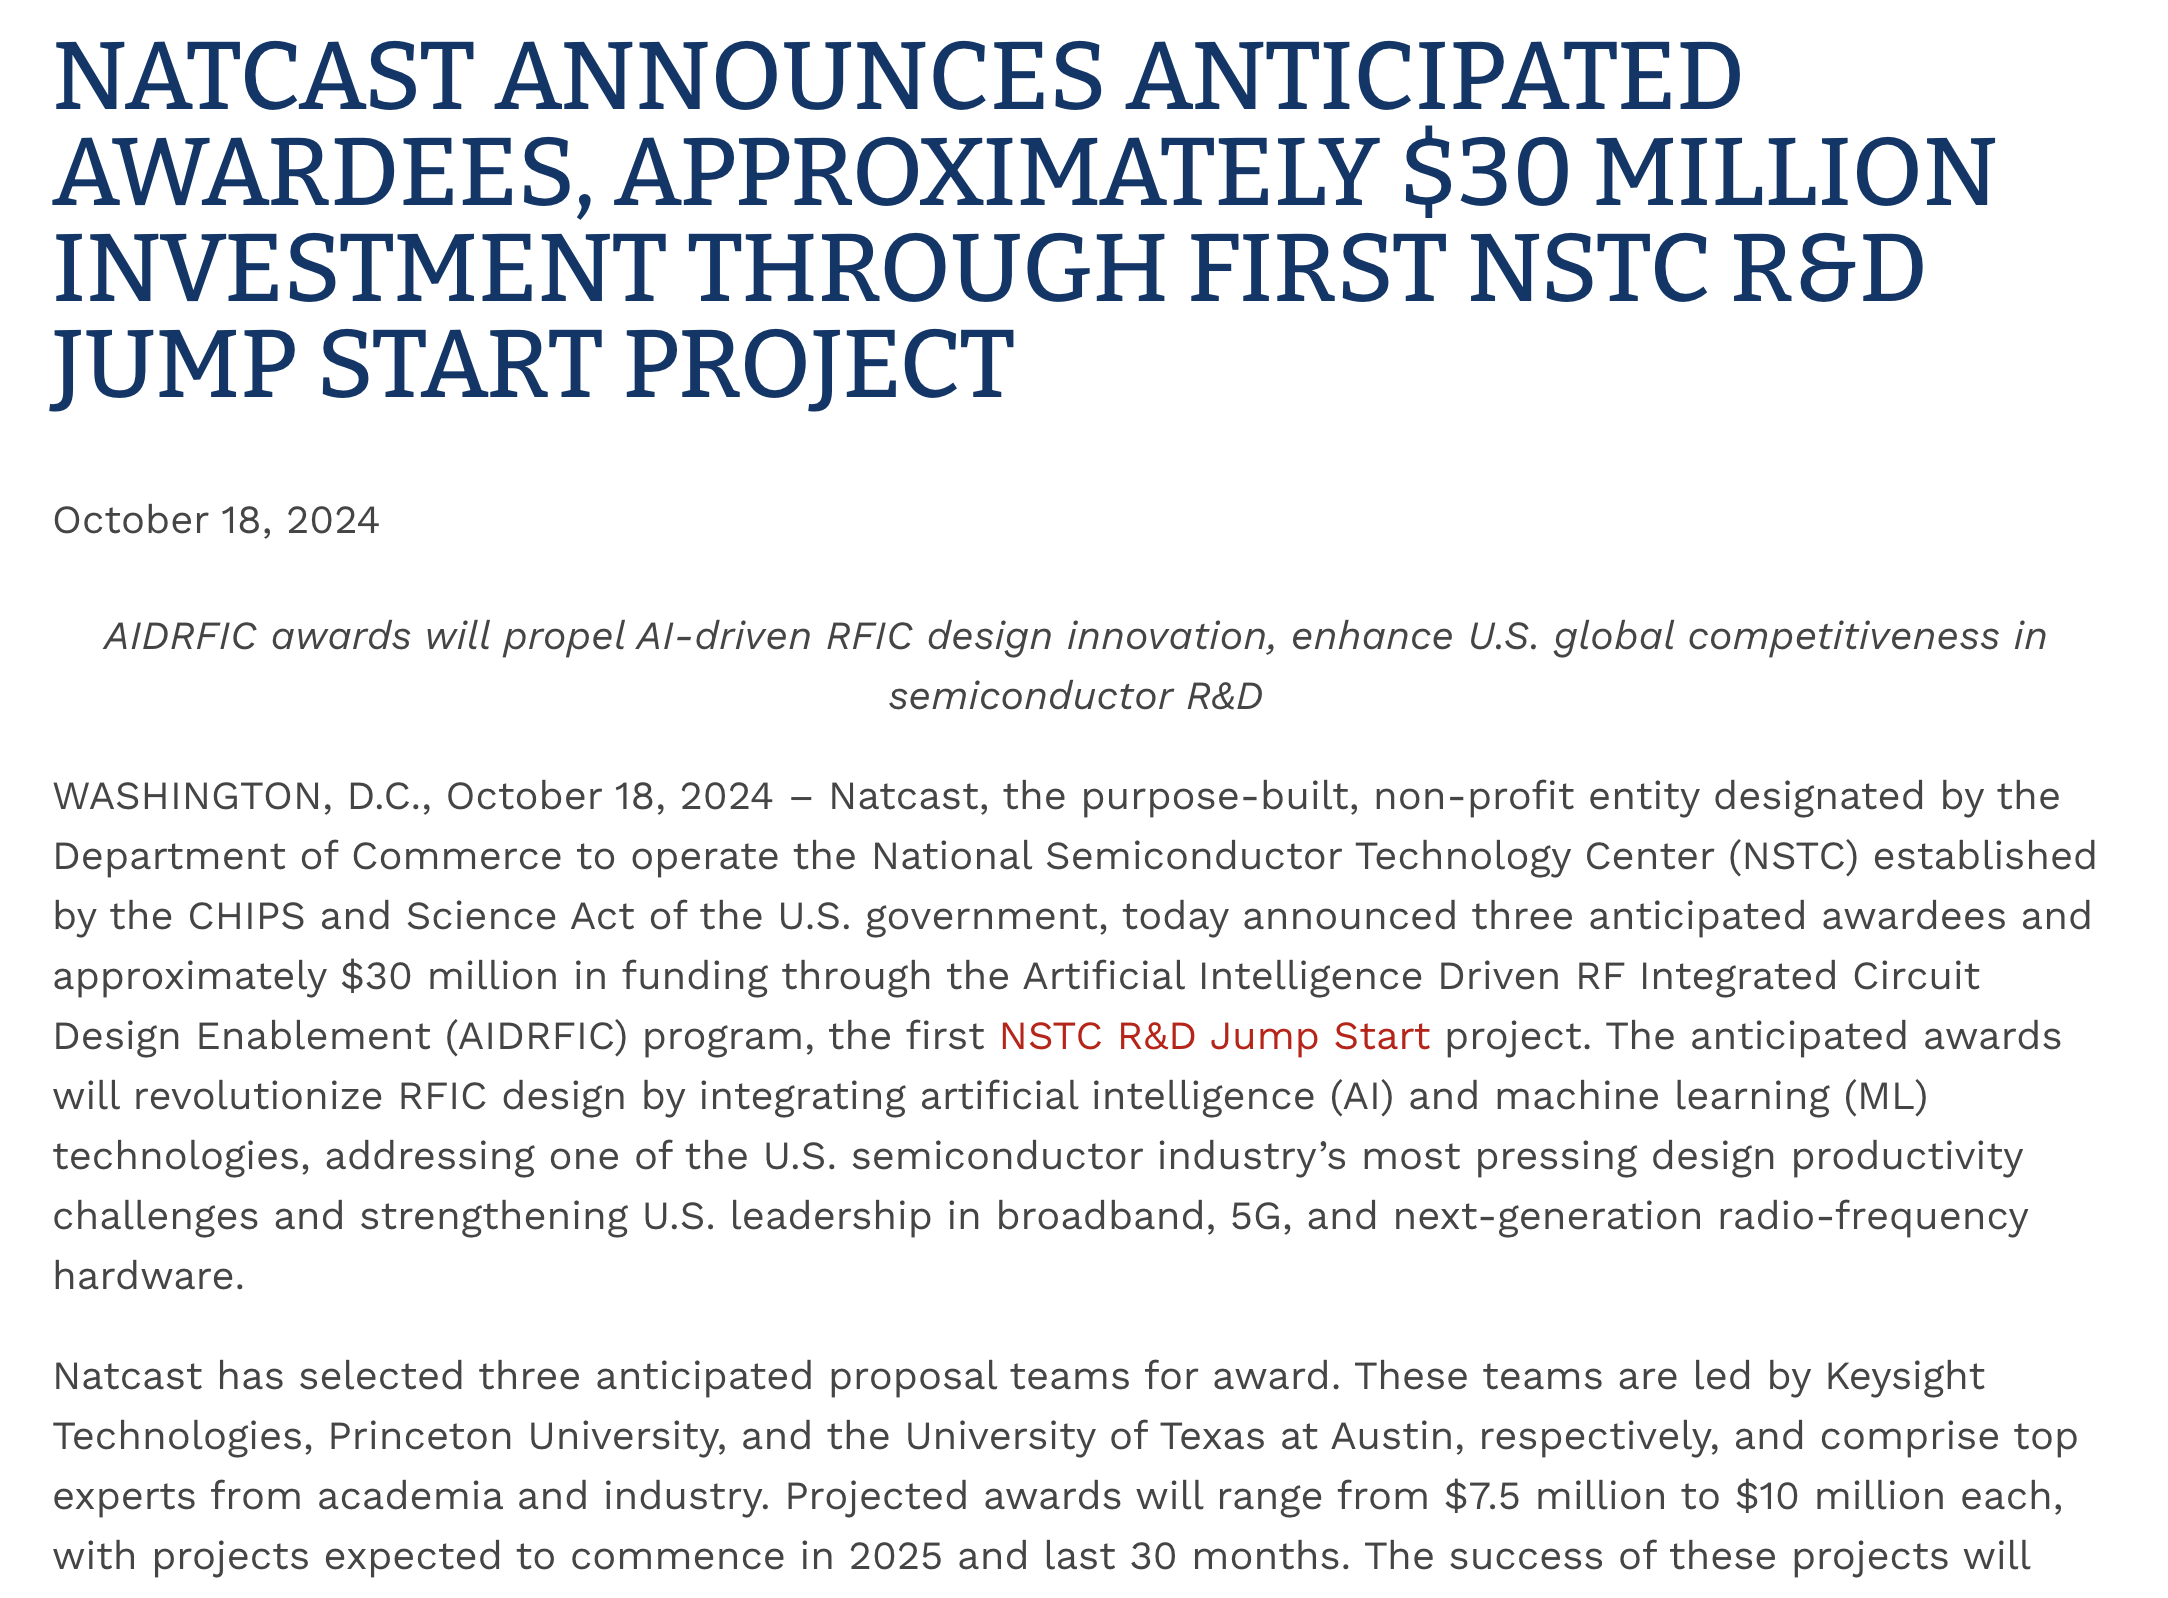 NATCAST ANNOUNCES ANTICIPATED
AWARDEES, APPROXIMATELY $30 MILLION
INVESTMENT THROUGH FIRST NSTC R&D
JUMP START PROJECT
October 18, 2024
AIDRFIC awards will propel AI-driven RFIC design innovation, enhance U.S. global competitiveness in
semiconductor R&D
WASHINGTON, D.C., October 18, 2024 – Natcast, the purpose-built, non-profit entity designated by the
Department of Commerce to operate the National Semiconductor Technology Center (NSTC) established
by the CHIPS and Science Act of the U.S. government, today announced three anticipated awardees and
approximately $30 million in funding through the Artificial Intelligence Driven RF Integrated Circuit
Design Enablement (AIDRFIC) program, the first NSTC R&D Jump Start project. The anticipated awards
will revolutionize RFIC design by integrating artificial intelligence (AI) and machine learning (ML)
technologies, addressing one of the U.S. semiconductor industry’s most pressing design productivity
challenges and strengthening U.S. leadership in broadband, 5G, and next-generation radio-frequency
hardware.
Natcast has selected three anticipated proposal teams for award. These teams are led by Keysight
Technologies, Princeton University, and the University of Texas at Austin, respectively, and comprise top
experts from academia and industry. Projected awards will range from $7.5 million to $10 million each,
with projects expected to commence in 2025 and last 30 months. The success of these projects will